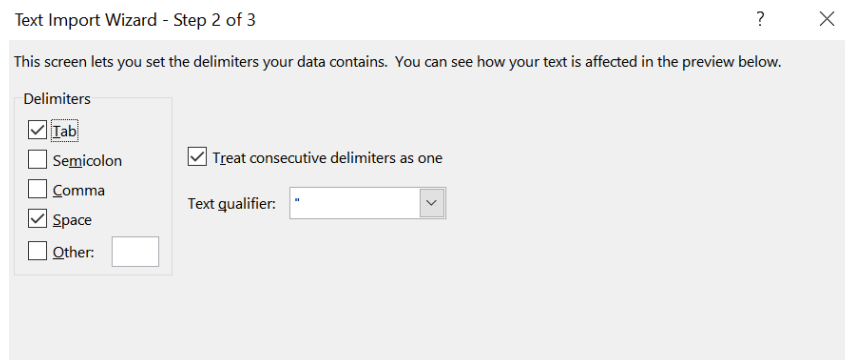 Text Import Wizard - Step 2 of 3 ?
This screen lets you set the delimiters your data contains. You can see how your text is affected in the preview below.
Delimiters
Tab
Semicolon
Comma
Space
Other:
Treat consecutive delimiters as one
Text qualifier: "